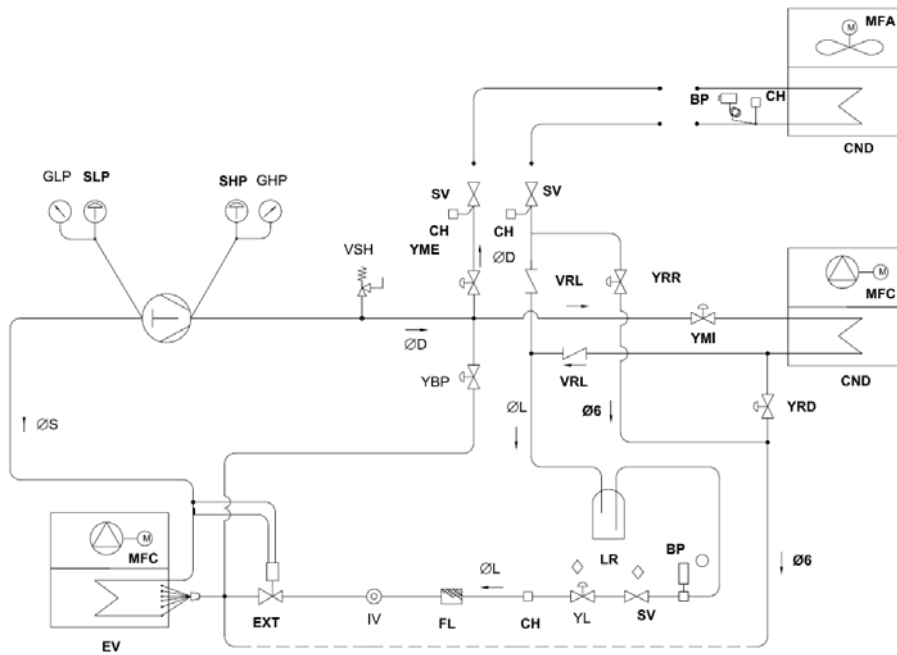 M
MFA
BP
CH
CND
GLP
SLP
SHP
GHP
SV
SV
CH
CH
YME
VSH
ØD
VRL
YRR
M
MFC
ØD
YMI
CND
YBP
VRL
YRD
ØS
ØL
Ø6
M
MFC
LR
BP
Ø6
ØL
EV
EXT
IV
FL
CH
YL
SV